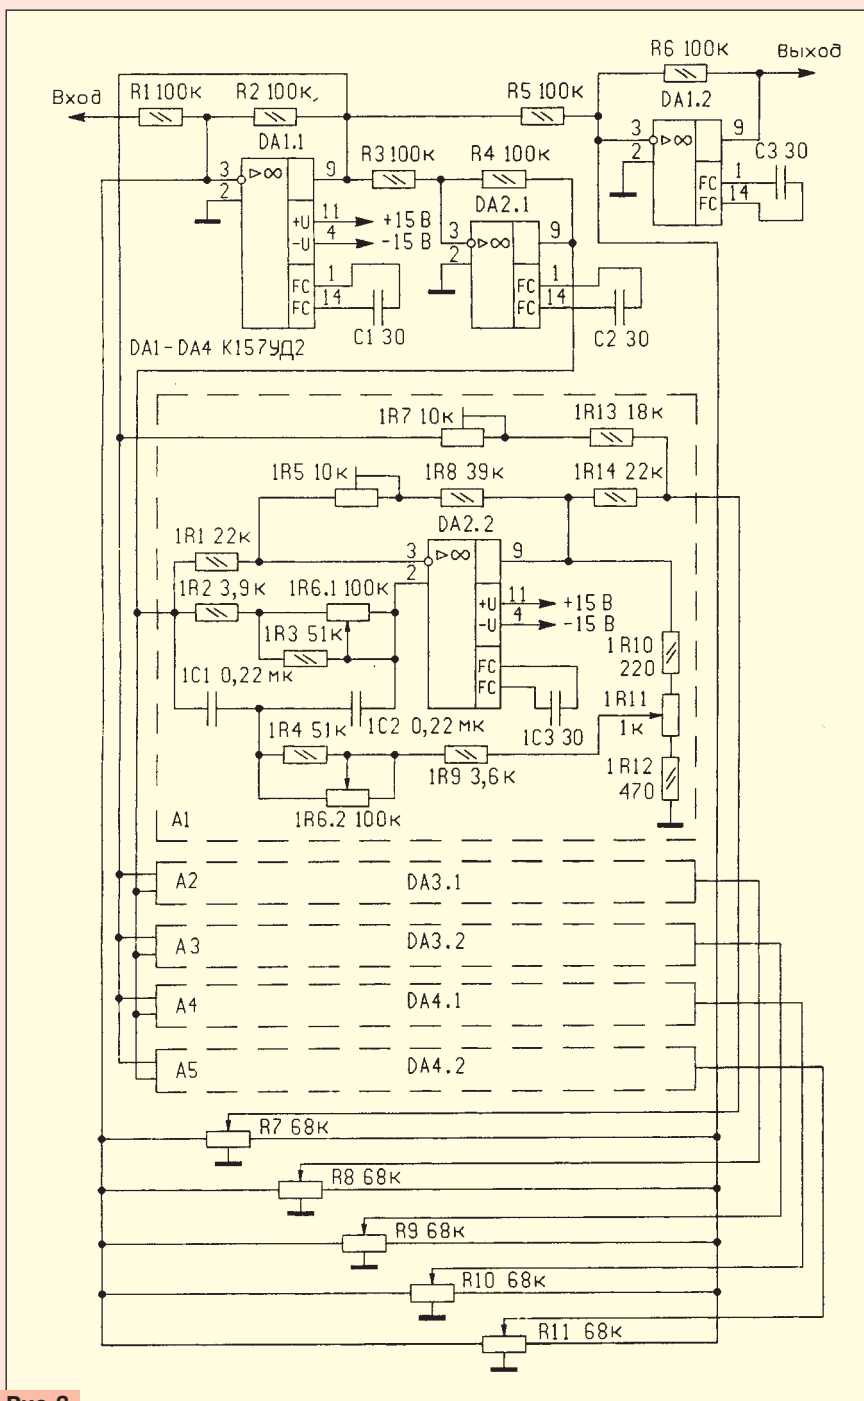 R6 100к
Выход
Вход
R1 100к
R2 100к
R5 100к
DA1.2
DA1.1
R3 100к
R4 100к
3
2
▷∞
9
FC
FC
1
14
C3 30
3
2
▷∞
9
+U
11
+15 В
-U
4
-15 В
FC
FC
1
14
C1 30
DA2.1
3
2
▷∞
9
FC
FC
1
14
C2 30
DA1-DA4 К157УД2
1R7 10к
1R13 18к
1R5 10к
1R8 39к
1R14 22к
DA2.2
1R1 22к
3
2
▷∞
9
1R2 3,9к
1R6.1 100к
+U
11
+15 В
-U
4
-15 В
1R3 51к
FC
FC
1R10
220
1C1 0,22 мк
1C2 0,22 мк
1C3 30
1R11
1к
1R4 51к
1R9 3,6к
1R12
470
1R6.2 100к
A1
A2
DA3.1
A3
DA3.2
A4
DA4.1
A5
DA4.2
R7 68к
R8 68к
R9 68к
R10 68к
R11 68к